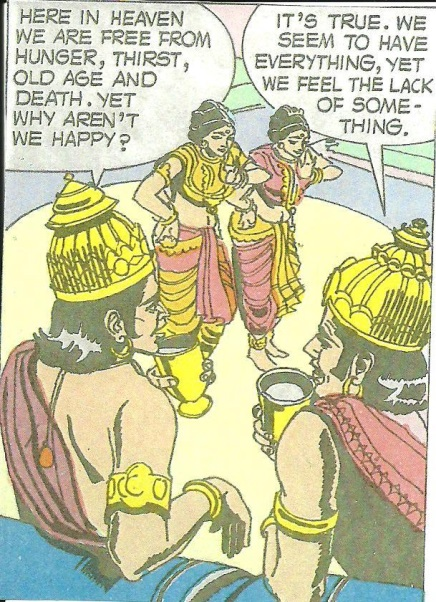 HERE IN HEAVEN
WE ARE FREE FROM
HUNGER, THIRST,
OLD AGE AND
DEATH. YET
WHY AREN'T
WE HAPPY?
IT'S TRUE. WE
SEEM TO HAVE
EVERYTHING, YET
WE FEEL THE LACK
OF SOME-
THING.